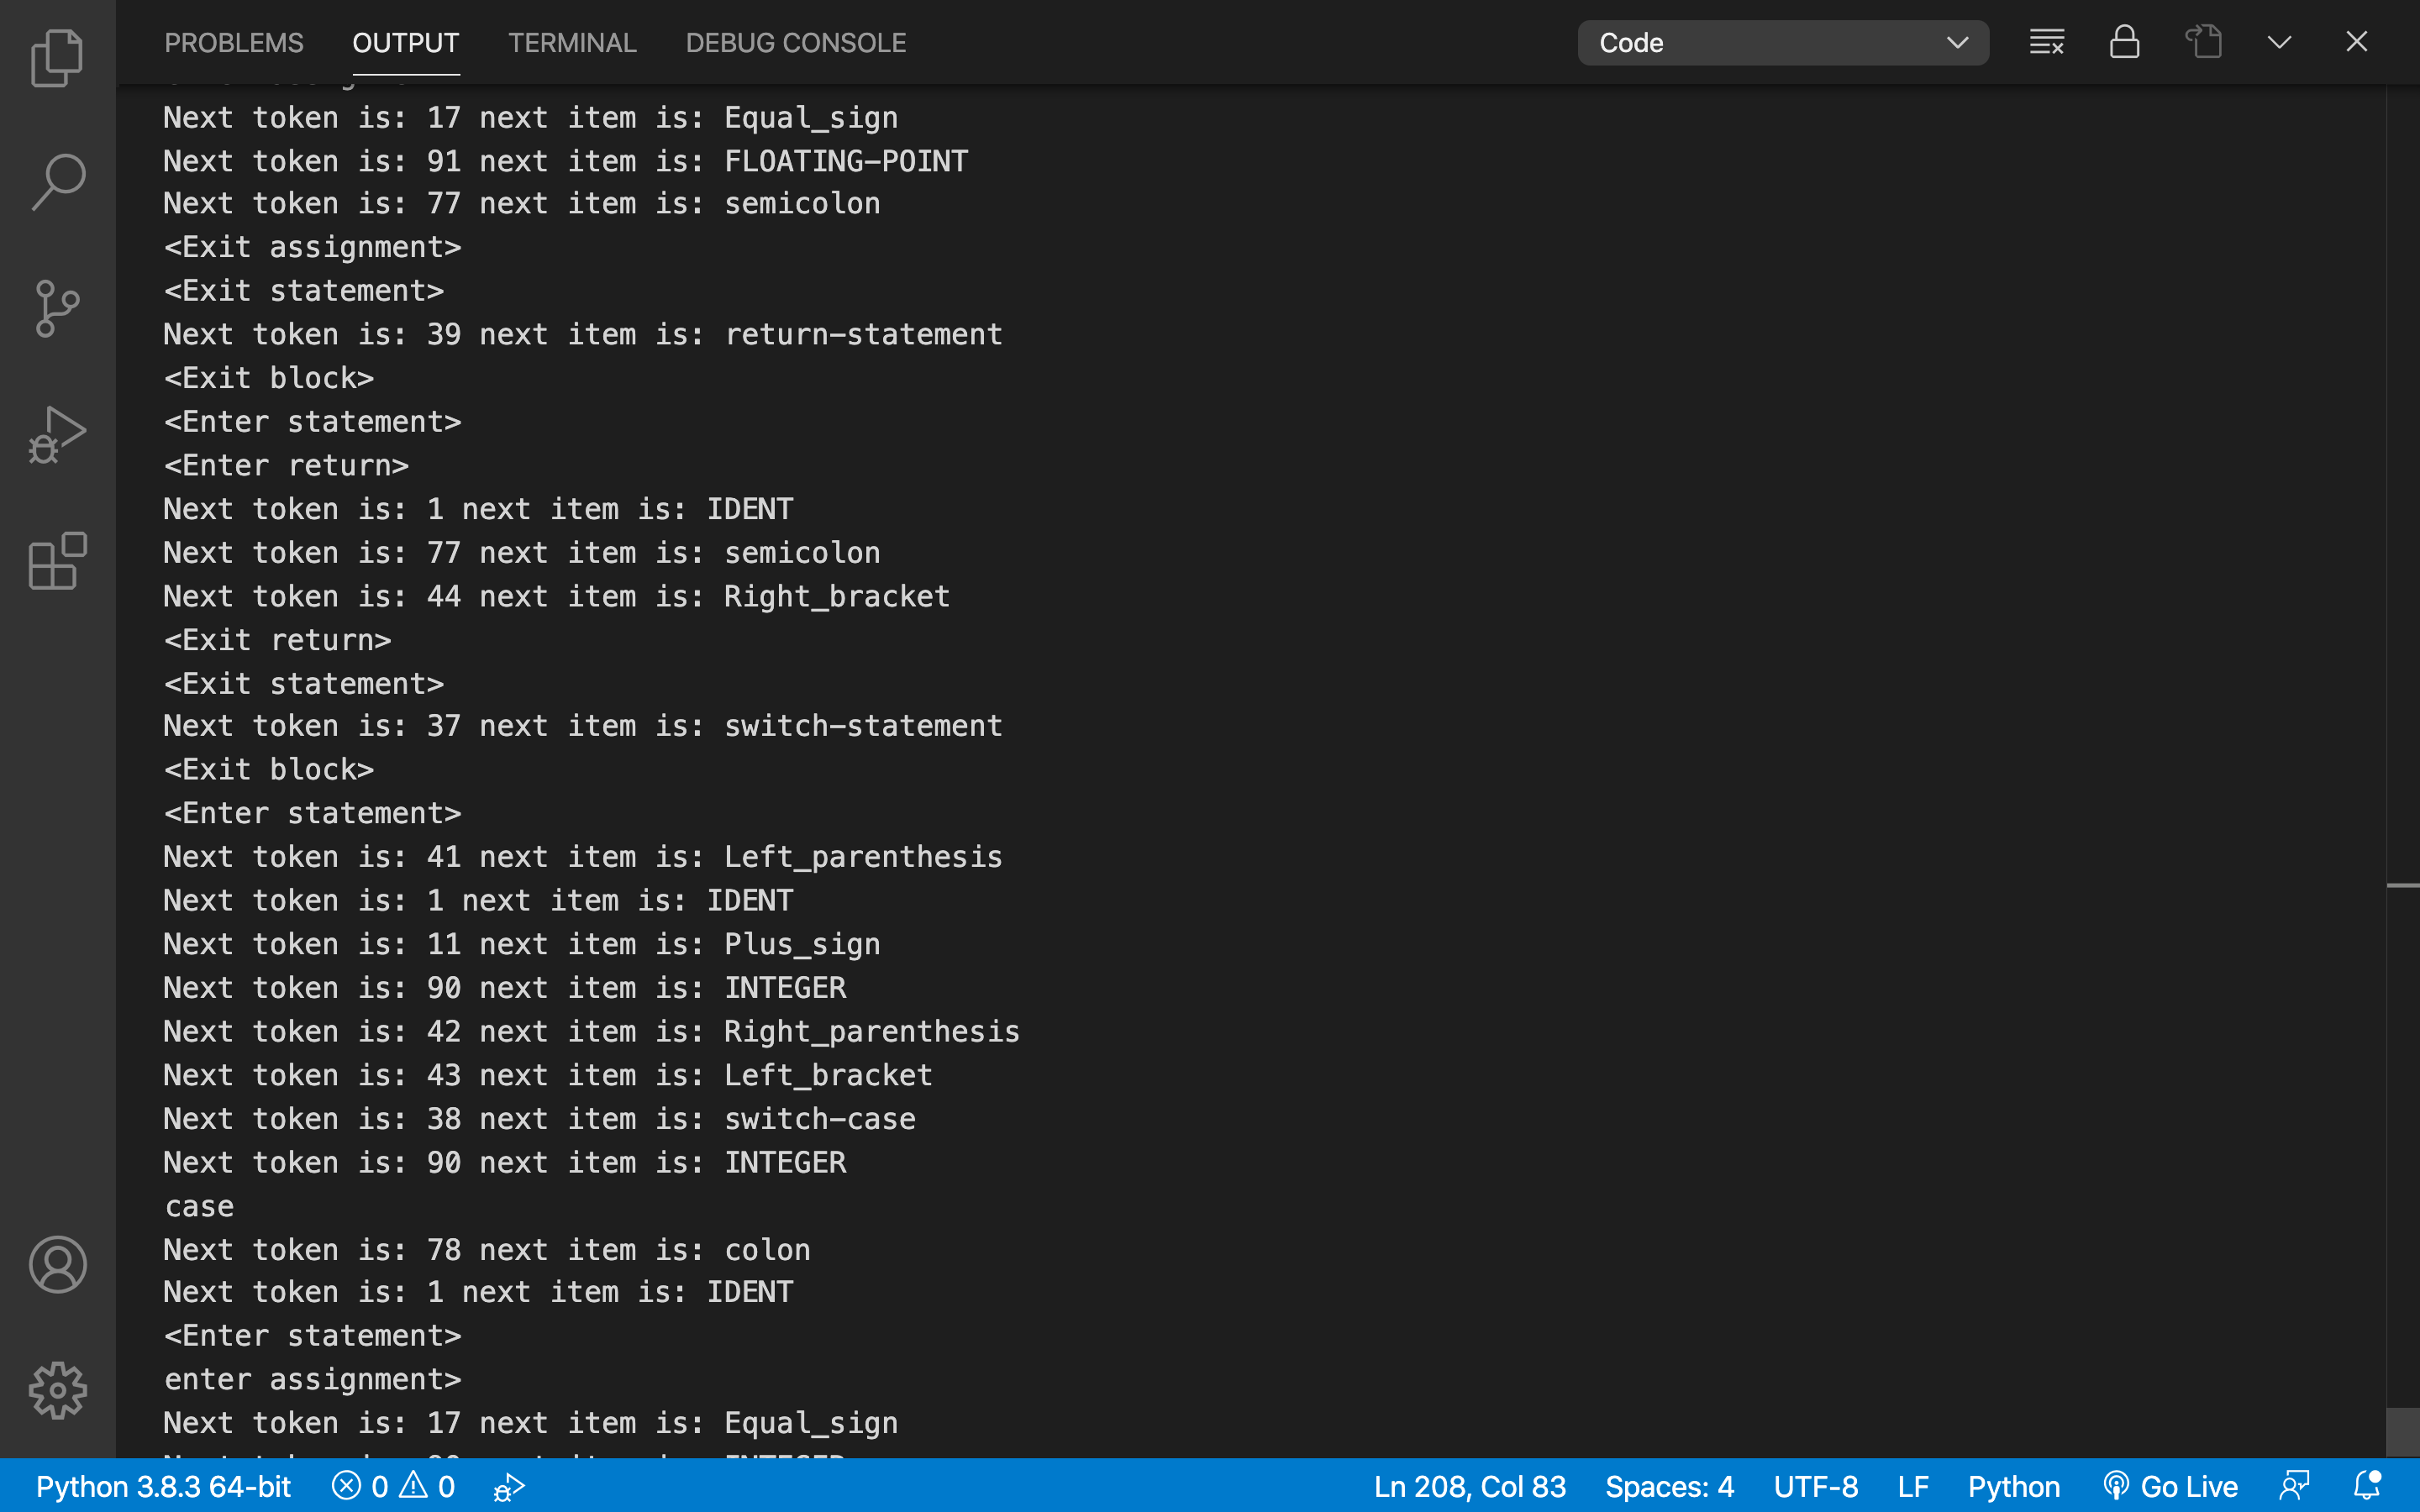 PROBLEMS OUTPUT TERMINAL DEBUG CONSOLE Code
Next token is: 17 next item is: Equal_sign
Next token is: 91 next item is: FLOATING-POINT
Next token is: 77 next item is: semicolon
<Exit assignment>
<Exit statement>
Next token is: 39 next item is: return-statement
<Exit block>
<Enter statement>
<Enter return>
Next token is: 1 next item is: IDENT
Next token is: 77 next item is: semicolon
Next token is: 44 next item is: Right_bracket
<Exit return>
<Exit statement>
Next token is: 37 next item is: switch-statement
<Exit block>
<Enter statement>
Next token is: 41 next item is: Left_parenthesis
Next token is: 1 next item is: IDENT
Next token is: 11 next item is: Plus_sign
Next token is: 90 next item is: INTEGER
Next token is: 42 next item is: Right_parenthesis
Next token is: 43 next item is: Left_bracket
Next token is: 38 next item is: switch-case
Next token is: 90 next item is: INTEGER
case
Next token is: 78 next item is: colon
Next token is: 1 next item is: IDENT
<Enter statement>
enter assignment>
Next token is: 17 next item is: Equal_sign
Python 3.8.3 64-bit 0 0 Ln 208, Col 83 Spaces: 4 UTF-8 LF Python Go Live